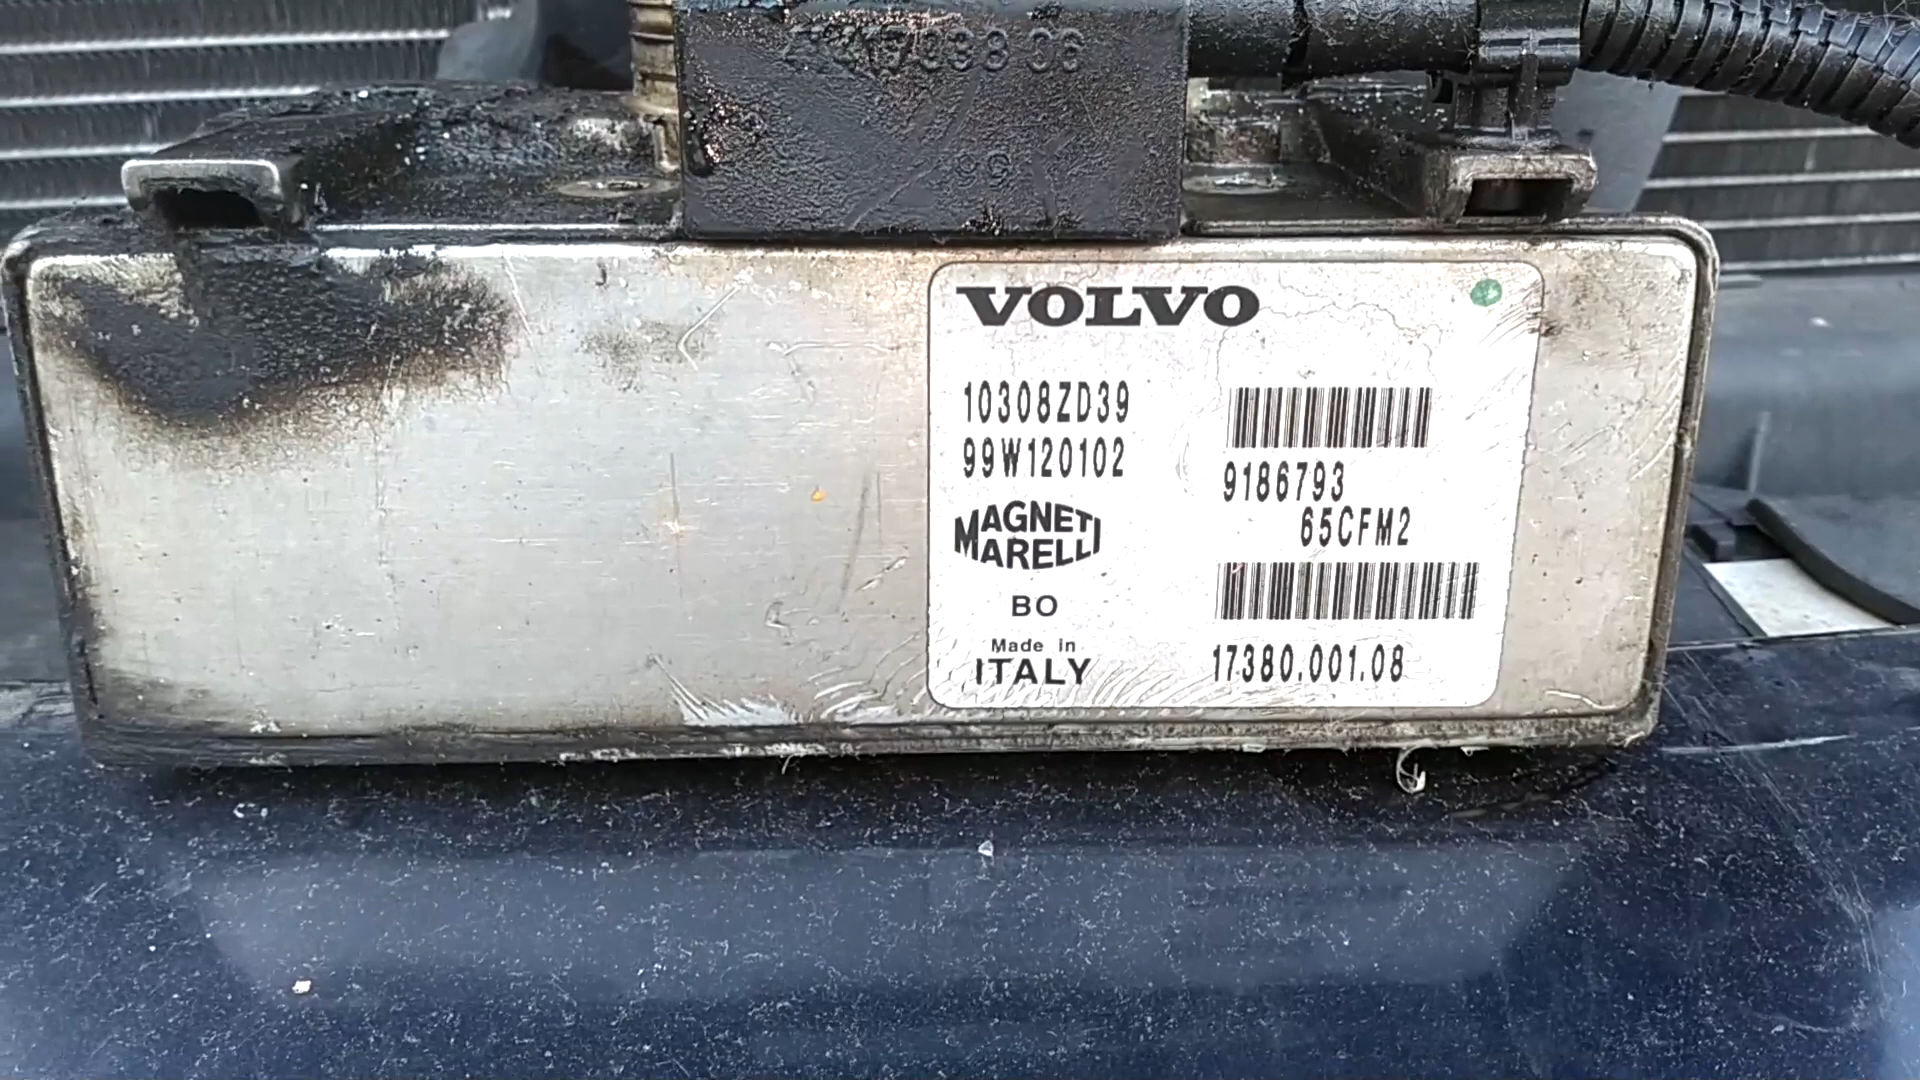 VOLVO
10308ZD39
99W120102
9186793
65CFM2
MAGNETI
MARELLI
BO
Made in
ITALY
17380.001.08